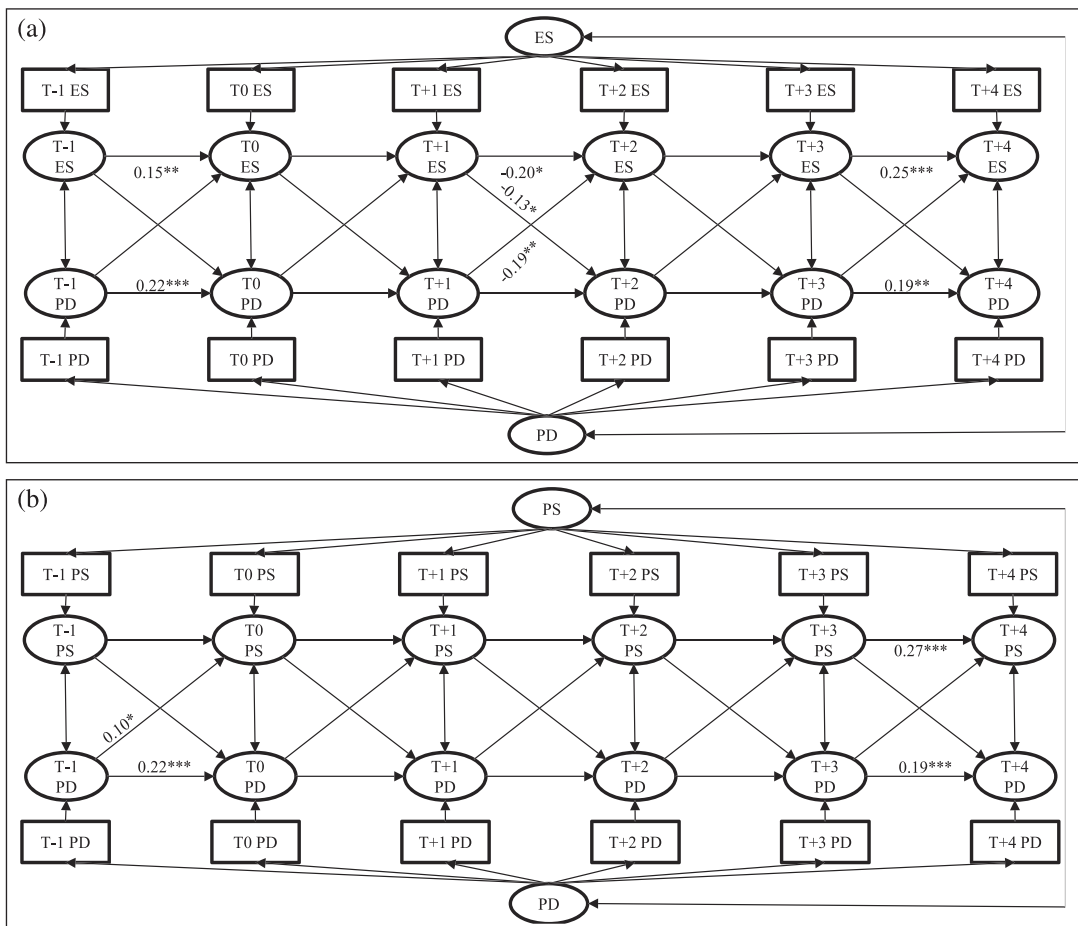 (a)
ES
T-1 ES
T0 ES
T+1 ES
T+2 ES
T+3 ES
T+4 ES
T-1
ES
T0
ES
T+1
ES
T+2
ES
T+3
ES
T+4
ES
0.15**
-0.20*
-0.13*
-0.19**
0.25***
T-1
PD
T0
PD
T+1
PD
T+2
PD
T+3
PD
T+4
PD
0.22***
0.19**
T-1 PD
T0 PD
T+1 PD
T+2 PD
T+3 PD
T+4 PD
PD
(b)
PS
T-1 PS
T0 PS
T+1 PS
T+2 PS
T+3 PS
T+4 PS
T-1
PS
T0
PS
T+1
PS
T+2
PS
T+3
PS
T+4
PS
0.27***
0.10*
T-1
PD
T0
PD
T+1
PD
T+2
PD
T+3
PD
T+4
PD
0.22***
0.19***
T-1 PD
T0 PD
T+1 PD
T+2 PD
T+3 PD
T+4 PD
PD